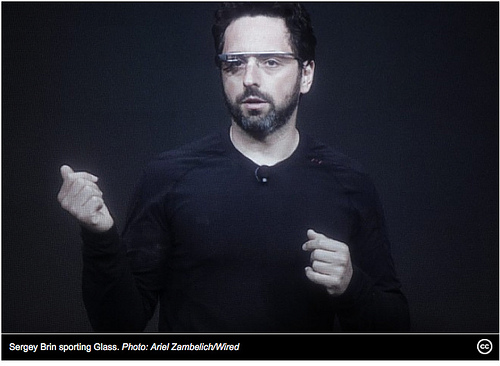 Sergey Brin sporting Glass. Photo: Ariel Zambelich/Wired
cc